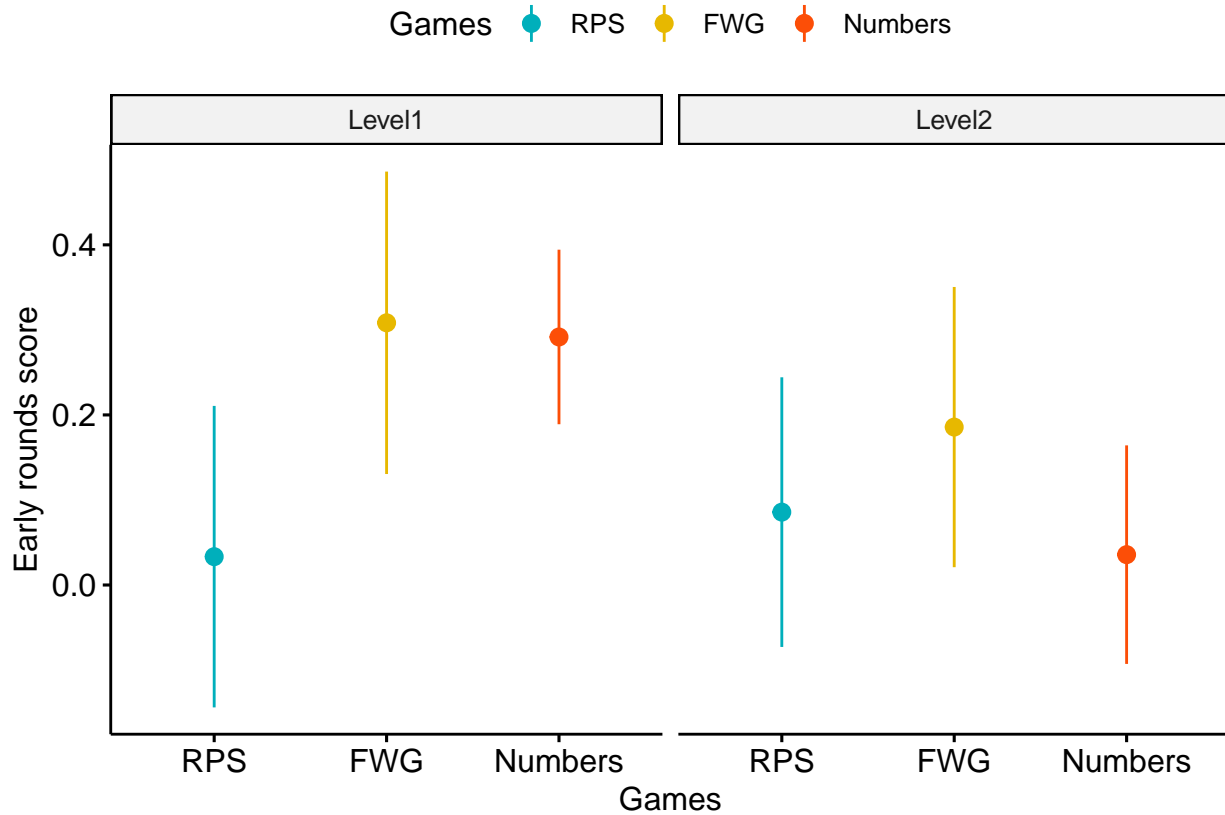 Games RPS FWG Numbers
Level1 Level2
0.4
0.2
0.0
Early rounds score
RPS FWG Numbers RPS FWG Numbers
Games